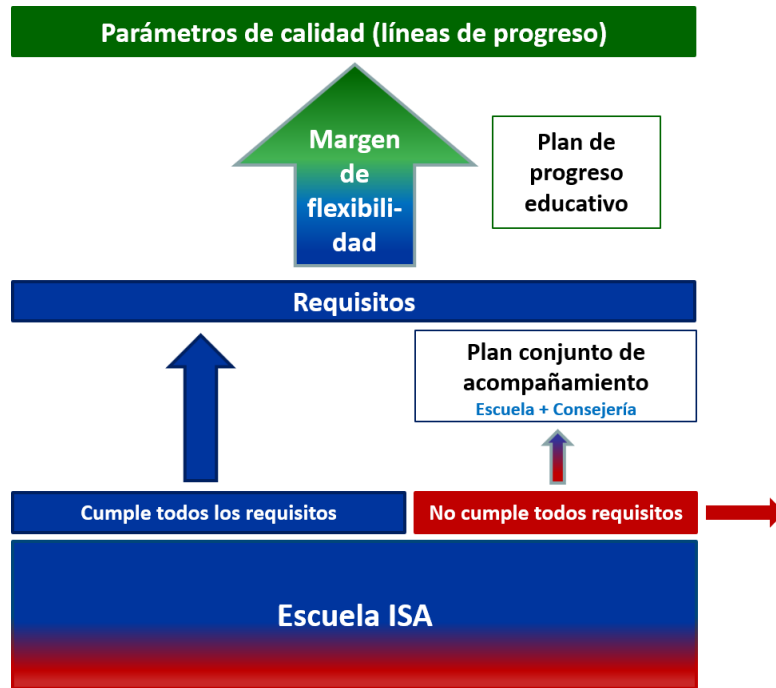 Parámetros de calidad (líneas de progreso)
Margen
de
flexibili-
dad
Plan de
progreso
educativo
Requisitos
Plan conjunto de
acompañamiento
Escuela + Consejería
Cumple todos los requisitos
No cumple todos requisitos
Escuela ISA